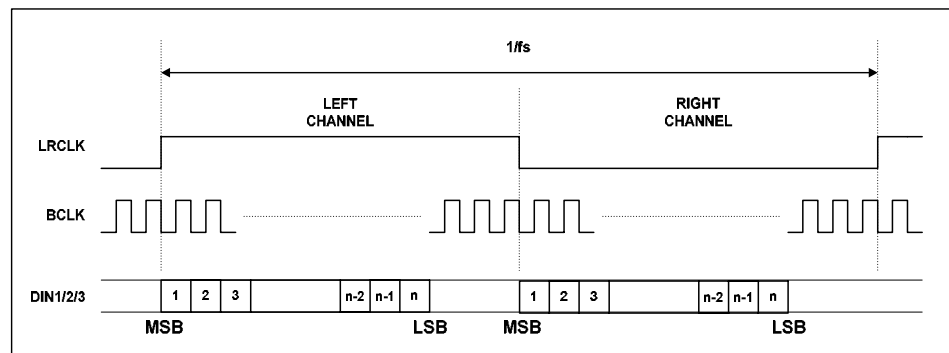 1/fs
LEFT
CHANNEL
RIGHT
CHANNEL
LRCLK
BCLK
DIN1/2/3
1 2 3 n-2 n-1 n 1 2 3 n-2 n-1 n
MSB LSB MSB LSB